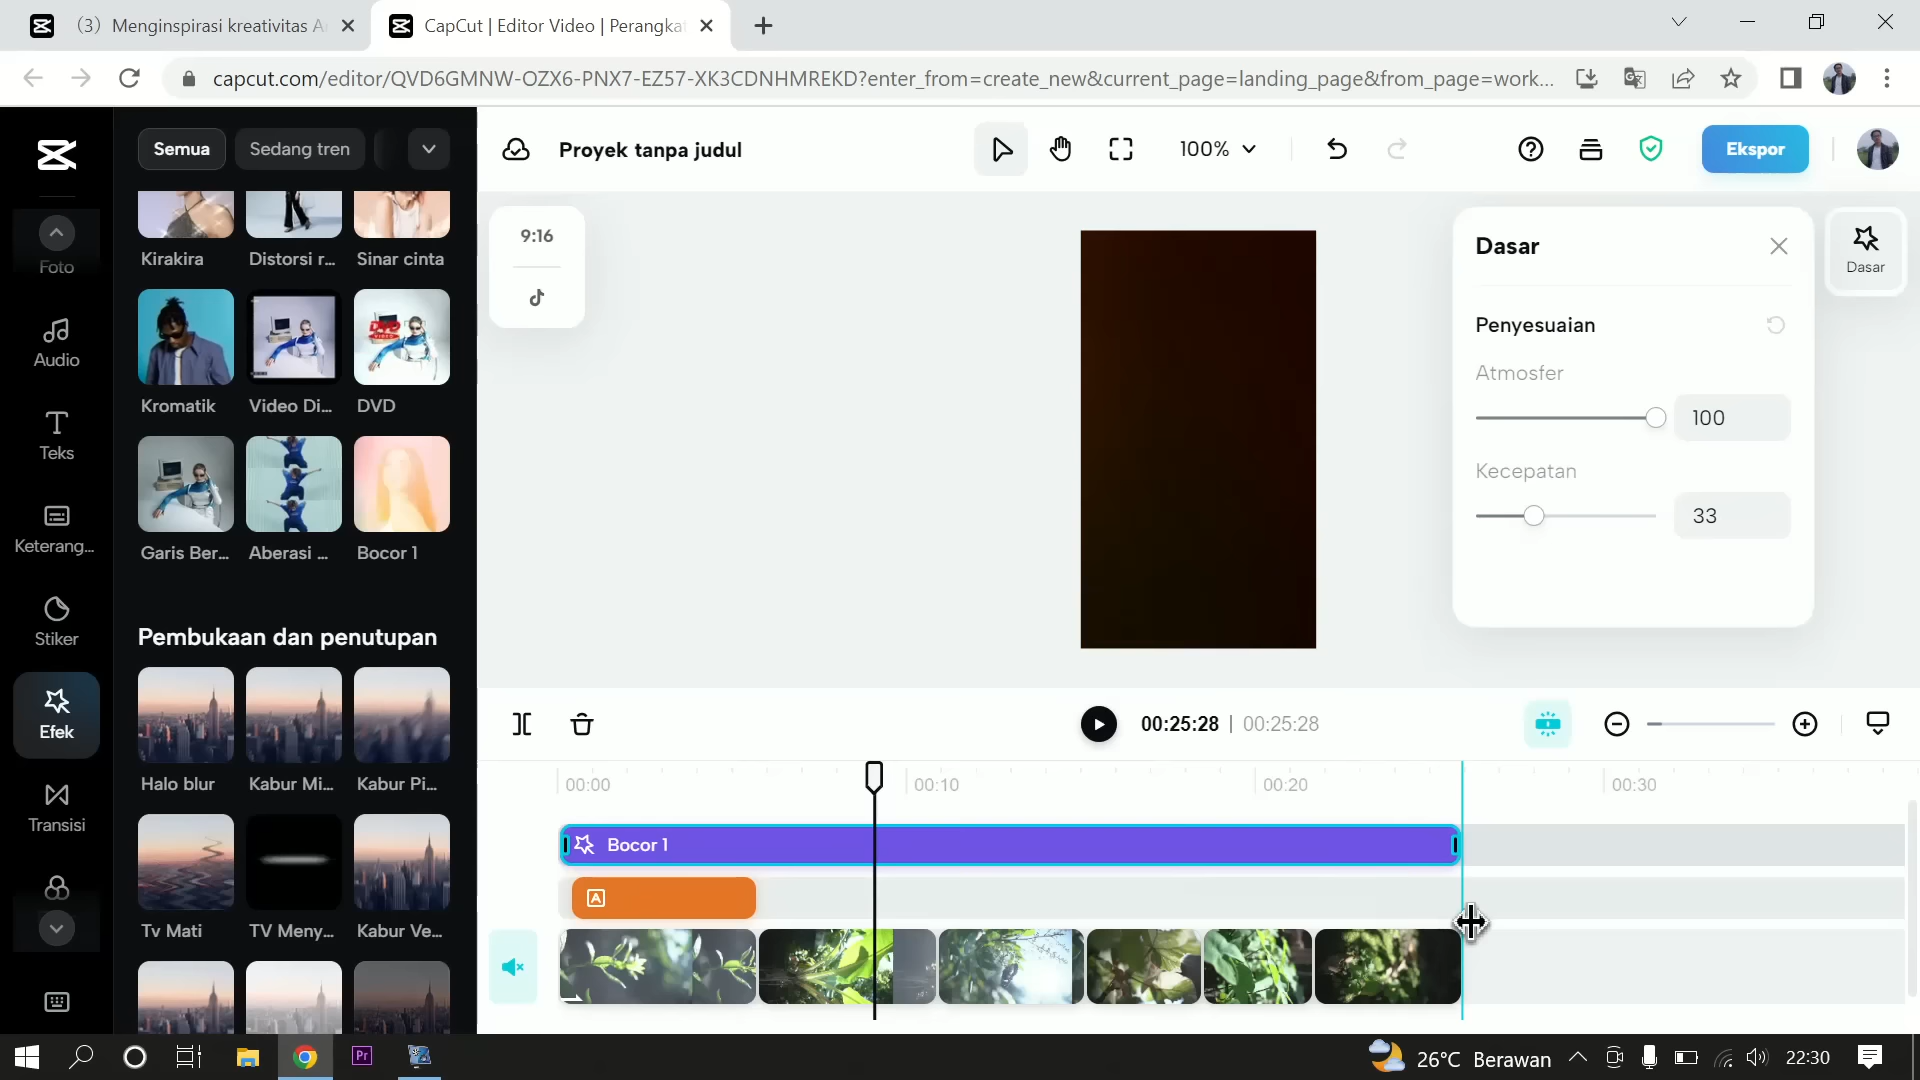 (3) Menginspirasi kreativitas A
CapCut | Editor Video | Perangka
capcut.com/editor/QVD6GMNW-OZX6-PNX7-EZ57-XK3CDNHMREKD?enter_from=create_new&current_page=landing_page&from_page=work...
Semua
Sedang tren
Proyek tanpa judul
100%
Ekspor
Foto
Audio
Teks
Keterang...
Stiker
Efek
Transisi
Kirakira
Distorsi r...
Sinar cinta
Kromatik
Video Di...
DVD
Garis Ber...
Aberasi ...
Bocor 1
Pembukaan dan penutupan
Halo blur
Kabur Mi...
Kabur Pi...
Tv Mati
TV Meny...
Kabur Ve...
9:16
Dasar
Dasar
Penyesuaian
Atmosfer
100
Kecepatan
33
00:25:28 | 00:25:28
00:00
00:10
00:20
00:30
Bocor 1
A
Pr
26°C Berawan
22:30